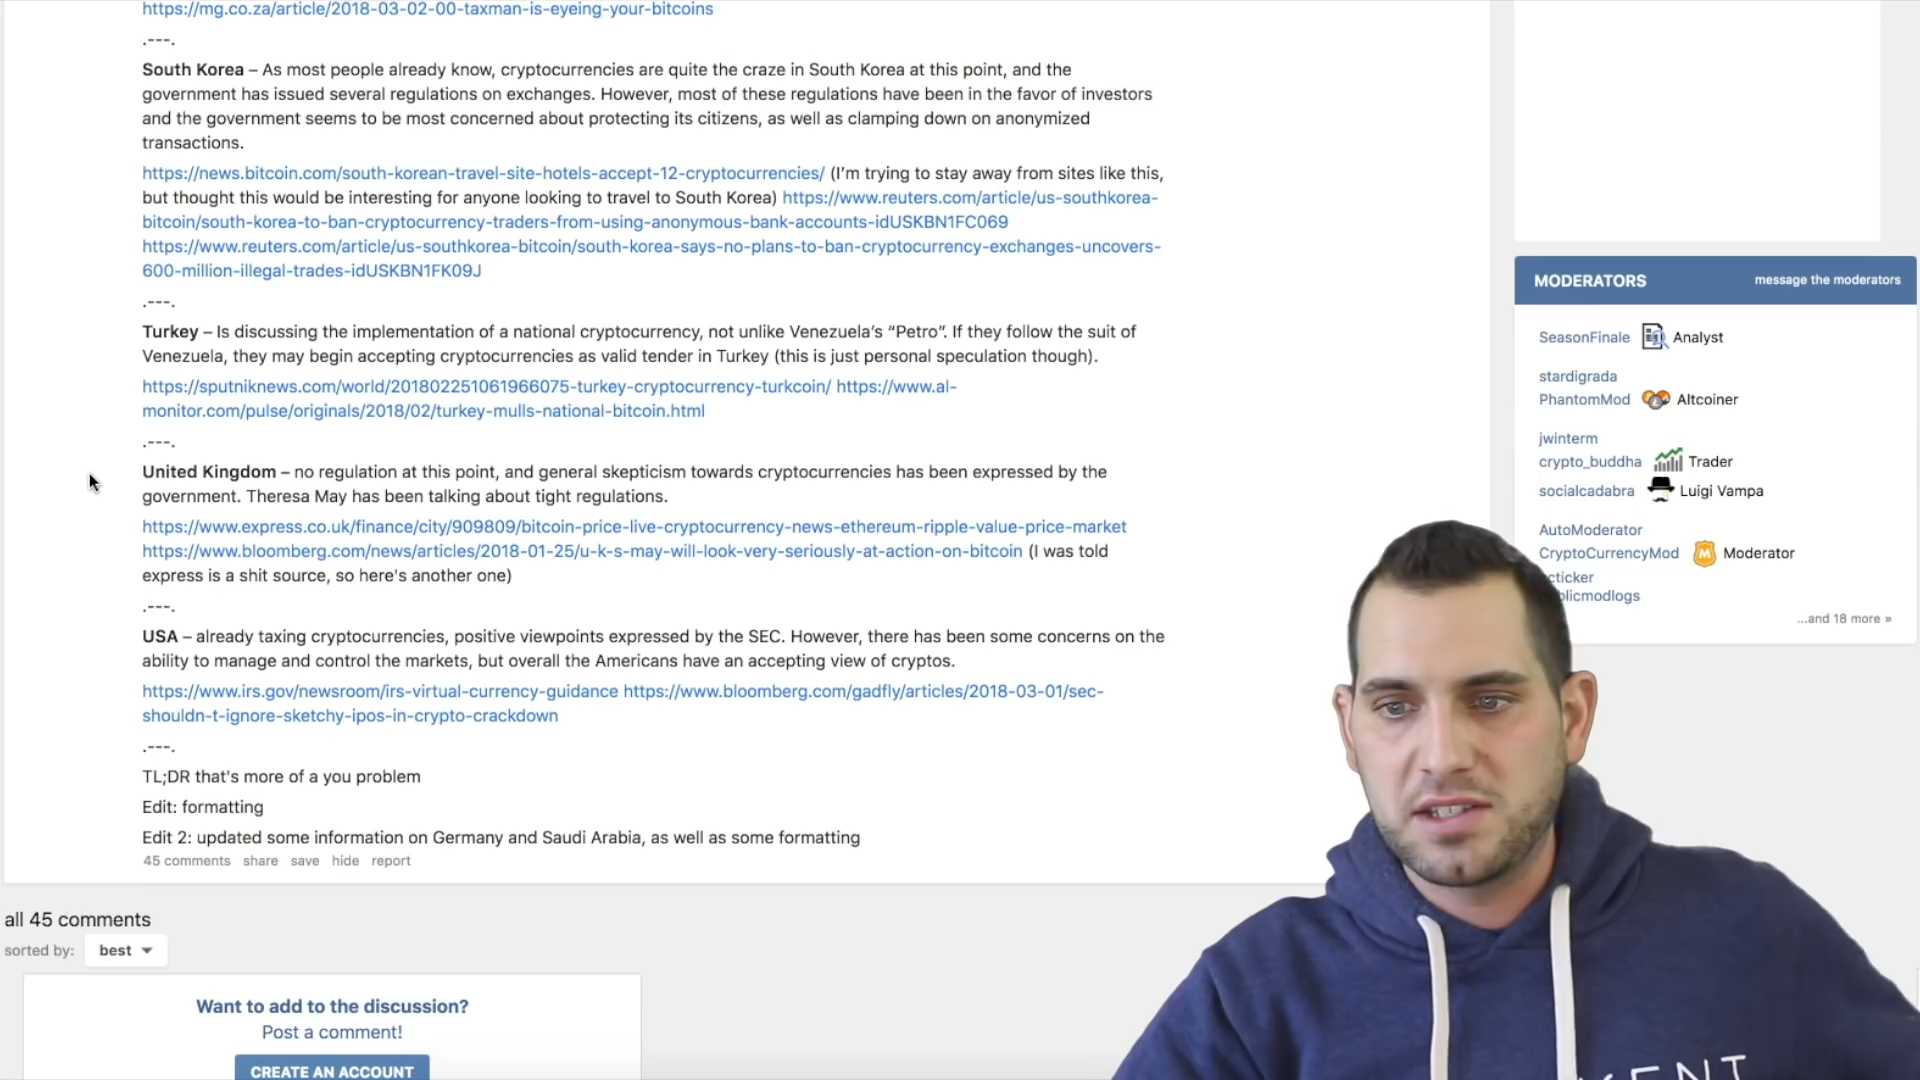 https://mg.co.za/article/2018-03-02-00-taxman-is-eyeing-your-bitcoins
.---.
South Korea – As most people already know, cryptocurrencies are quite the craze in South Korea at this point, and the
government has issued several regulations on exchanges. However, most of these regulations have been in the favor of investors
and the government seems to be most concerned about protecting its citizens, as well as clamping down on anonymized
transactions.
https://news.bitcoin.com/south-korean-travel-site-hotels-accept-12-cryptocurrencies/ (I’m trying to stay away from sites like this,
but thought this would be interesting for anyone looking to travel to South Korea) https://www.reuters.com/article/us-southkorea-
bitcoin/south-korea-to-ban-cryptocurrency-traders-from-using-anonymous-bank-accounts-idUSKBN1FC069
https://www.reuters.com/article/us-southkorea-bitcoin/south-korea-says-no-plans-to-ban-cryptocurrency-exchanges-uncovers-
600-million-illegal-trades-idUSKBN1FK09J
.---.
Turkey – Is discussing the implementation of a national cryptocurrency, not unlike Venezuela’s “Petro”. If they follow the suit of
Venezuela, they may begin accepting cryptocurrencies as valid tender in Turkey (this is just personal speculation though).
https://sputniknews.com/world/201802251061966075-turkey-cryptocurrency-turkcoin/ https://www.al-
monitor.com/pulse/originals/2018/02/turkey-mulls-national-bitcoin.html
.---.
United Kingdom – no regulation at this point, and general skepticism towards cryptocurrencies has been expressed by the
government. Theresa May has been talking about tight regulations.
https://www.express.co.uk/finance/city/909809/bitcoin-price-live-cryptocurrency-news-ethereum-ripple-value-price-market
https://www.bloomberg.com/news/articles/2018-01-25/u-k-s-may-will-look-very-seriously-at-action-on-bitcoin (I was told
express is a shit source, so here's another one)
.---.
USA – already taxing cryptocurrencies, positive viewpoints expressed by the SEC. However, there has been some concerns on the
ability to manage and control the markets, but overall the Americans have an accepting view of cryptos.
https://www.irs.gov/newsroom/irs-virtual-currency-guidance https://www.bloomberg.com/gadfly/articles/2018-03-01/sec-
shouldn-t-ignore-sketchy-ipos-in-crypto-crackdown
.---.
TL;DR that's more of a you problem
Edit: formatting
Edit 2: updated some information on Germany and Saudi Arabia, as well as some formatting
45 comments share save hide report
all 45 comments
sorted by: best
Want to add to the discussion?
Post a comment!
CREATE AN ACCOUNT
MODERATORS message the moderators
SeasonFinale Analyst
stardigrada
PhantomMod Altcoiner
jwinterm
crypto_buddha Trader
socialcadabra Luigi Vampa
AutoModerator
CryptoCurrencyMod Moderator
cticker
blicmodlogs
...and 18 more »